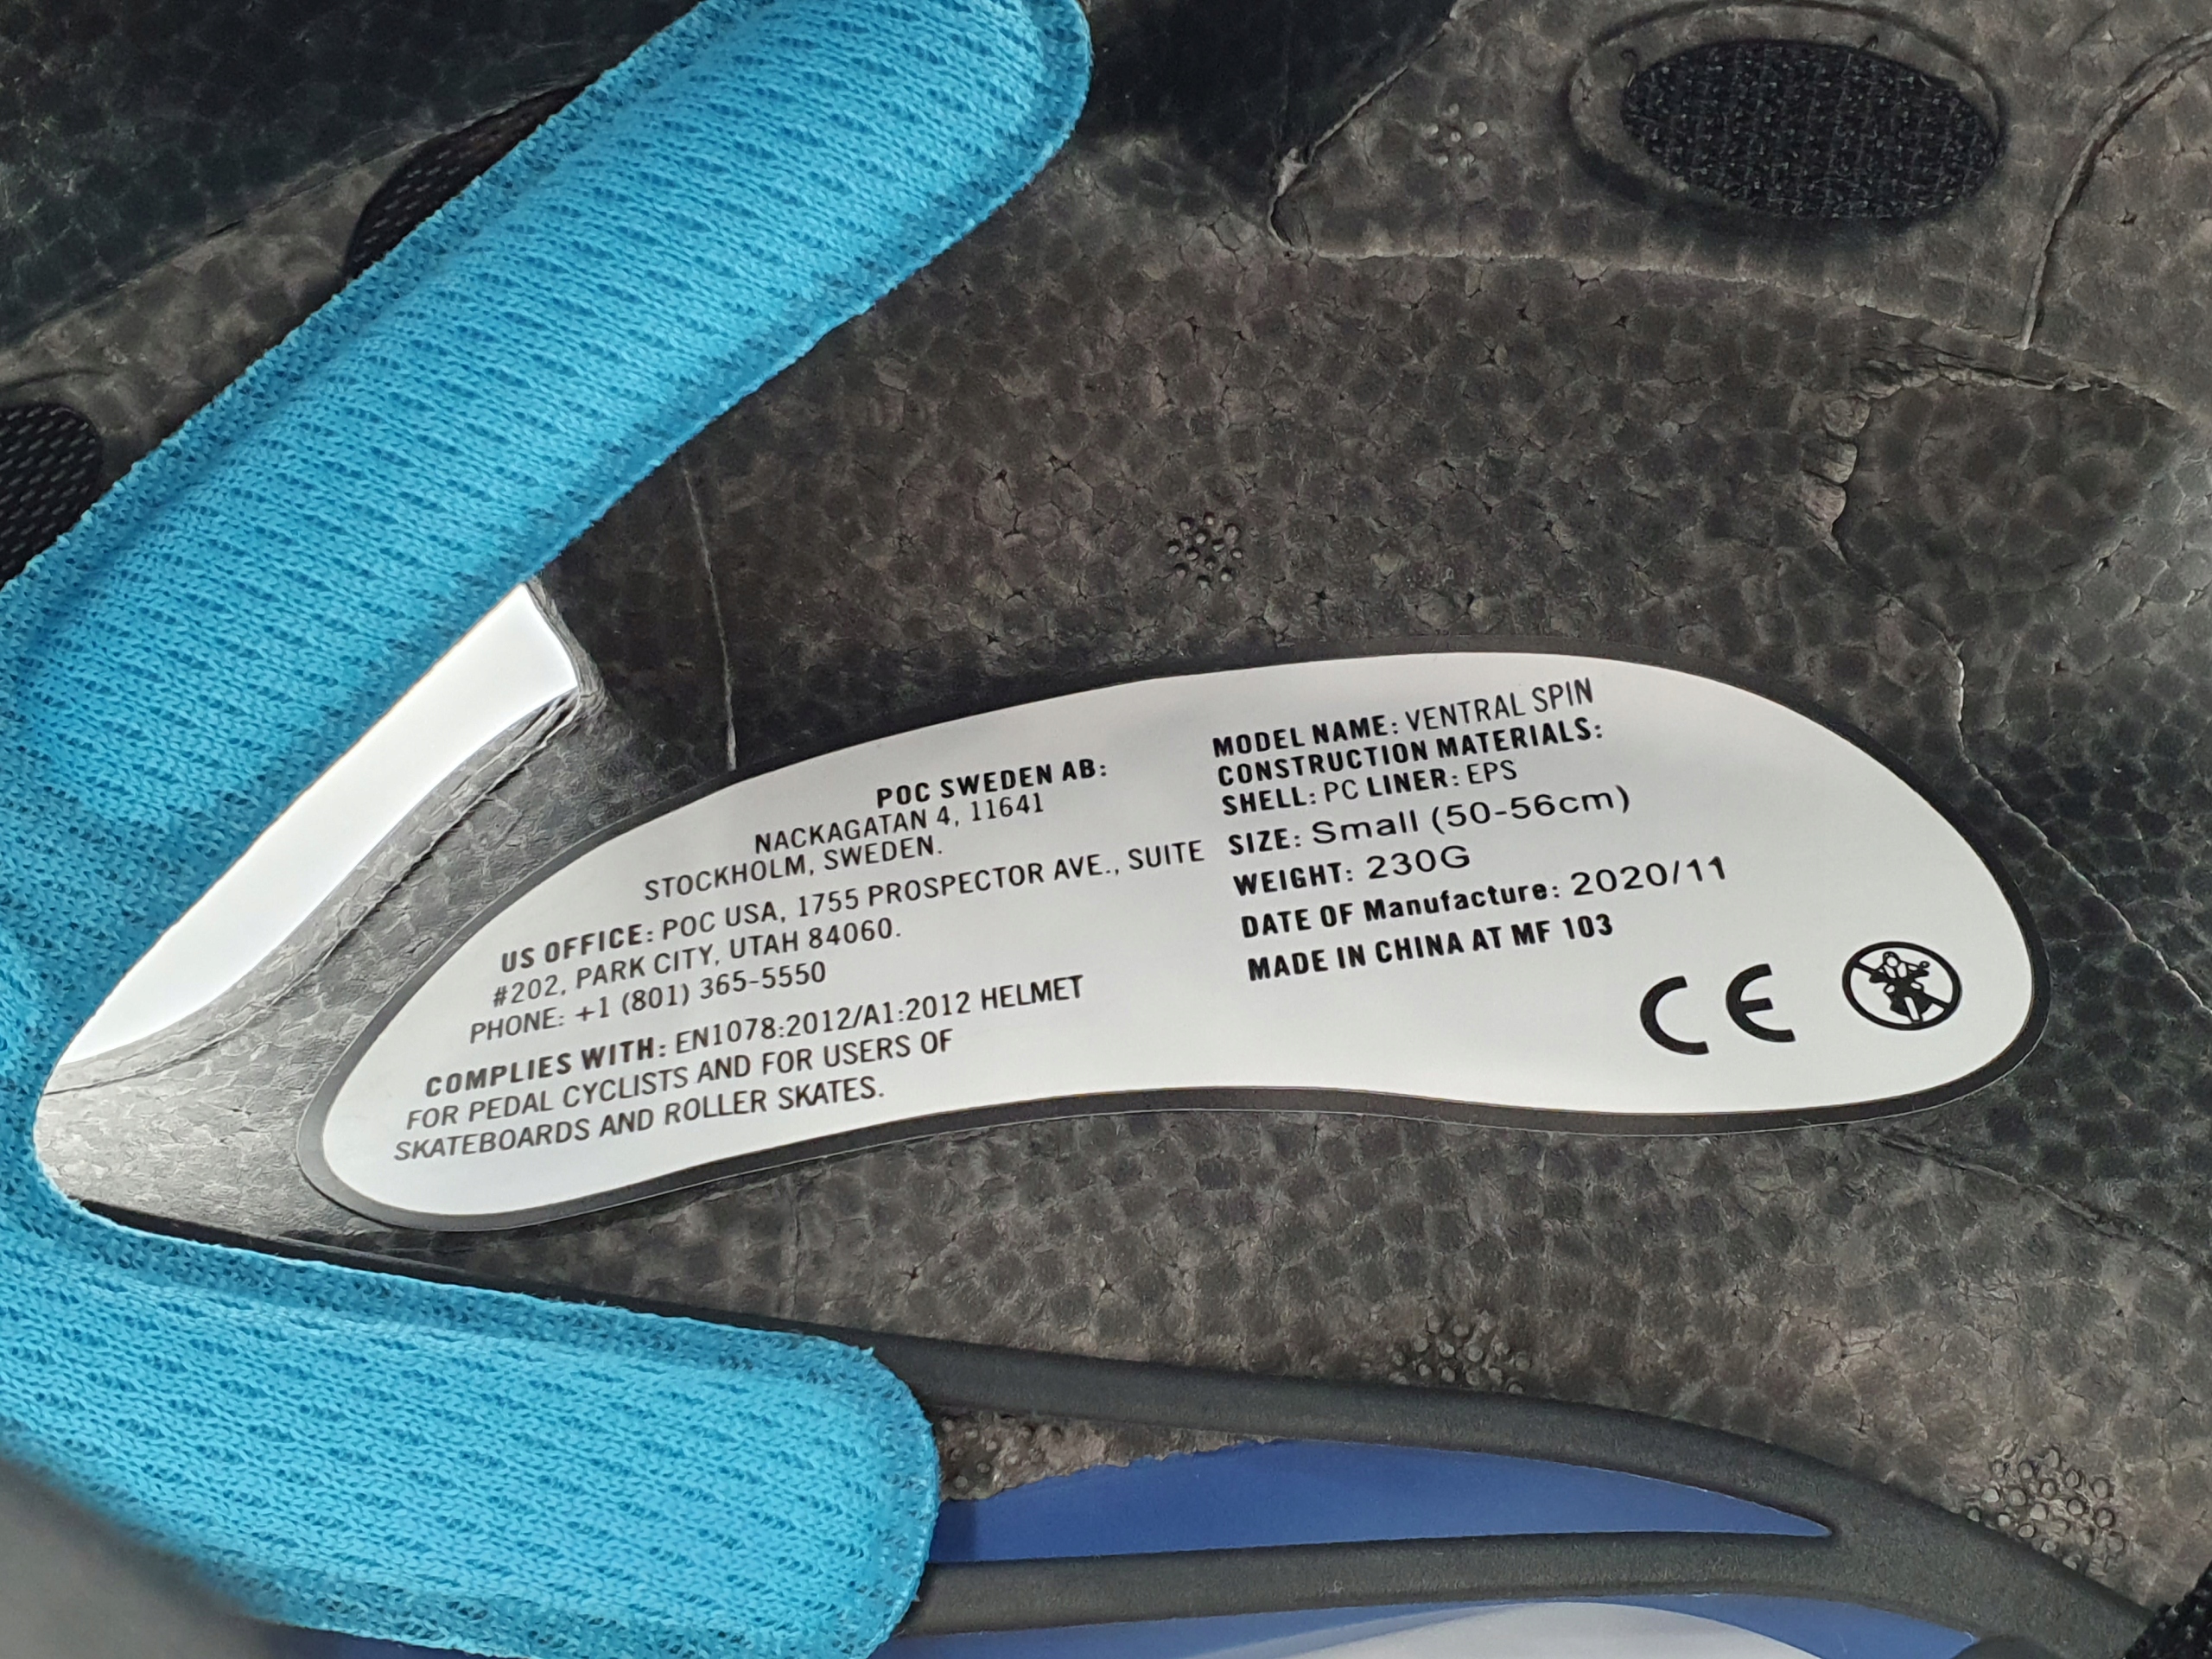 POC SWEDEN AB:
NACKAGATAN 4, 11641
STOCKHOLM, SWEDEN.
US OFFICE: POC USA, 1755 PROSPECTOR AVE., SUITE
#202, PARK CITY, UTAH 84060.
PHONE: +1 (801) 365-5550
COMPLIES WITH: EN1078:2012/A1:2012 HELMET
FOR PEDAL CYCLISTS AND FOR USERS OF
SKATEBOARDS AND ROLLER SKATES.
MODEL NAME: VENTRAL SPIN
CONSTRUCTION MATERIALS:
SHELL: PC LINER: EPS
SIZE: Small (50-56cm)
WEIGHT: 230G
DATE OF Manufacture: 2020/11
MADE IN CHINA AT MF 103
CE